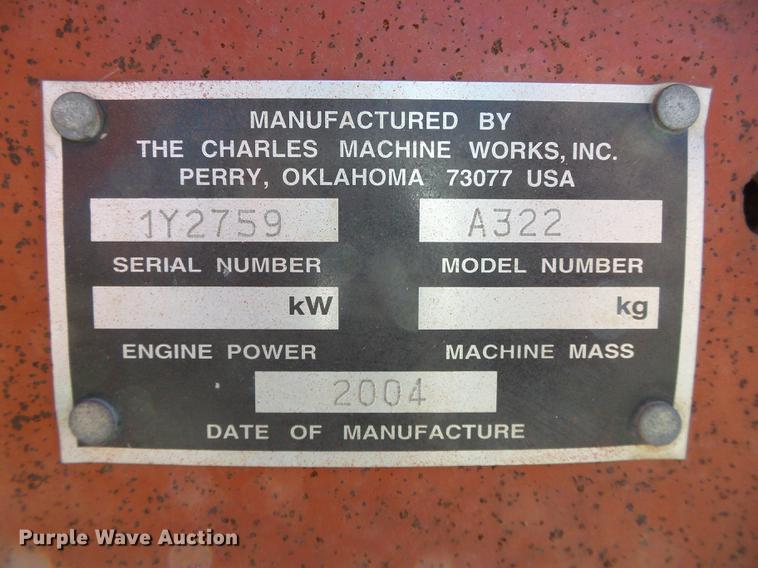 MANUFACTURED BY
THE CHARLES MACHINE WORKS, INC.
PERRY, OKLAHOMA 73077 USA
1Y2759 A322
SERIAL NUMBER MODEL NUMBER
kW kg
ENGINE POWER MACHINE MASS
2004
DATE OF MANUFACTURE
Purple Wave Auction